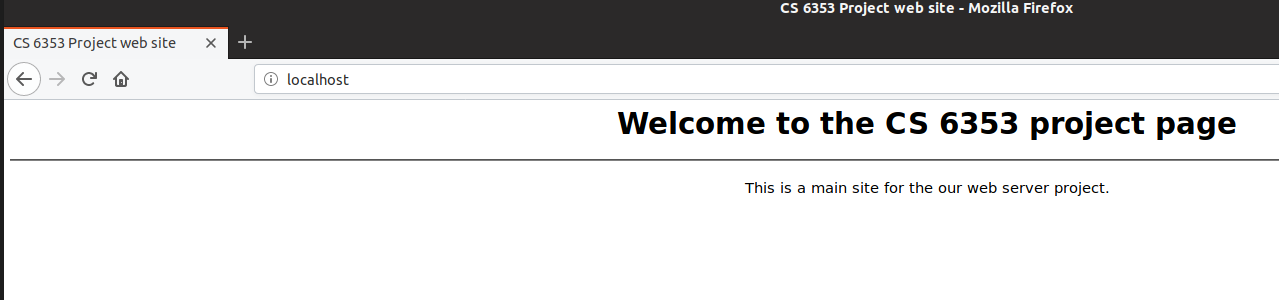 CS 6353 Project web site - Mozilla Firefox
CS 6353 Project web site
localhost
Welcome to the CS 6353 project page
This is a main site for the our web server project.